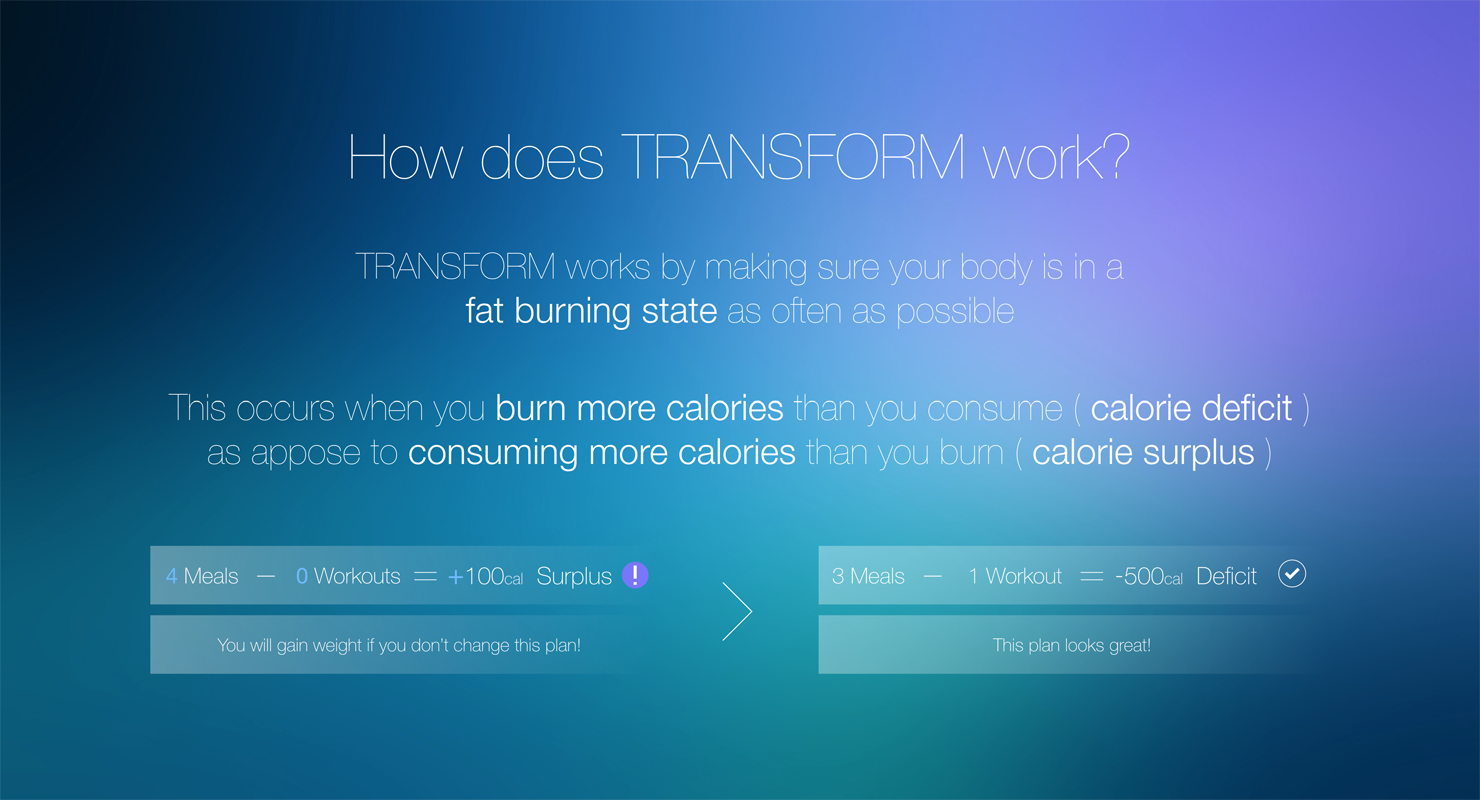 How does TRANSFORM work?
TRANSFORM works by making sure your body is in a
fat burning state as often as possible
This occurs when you burn more calories than you consume ( calorie deficit )
as appose to consuming more calories than you burn ( calorie surplus )
4 Meals — 0 Workouts = +100cal Surplus !
You will gain weight if you don't change this plan!
3 Meals — 1 Workout = -500cal Deficit
This plan looks great!